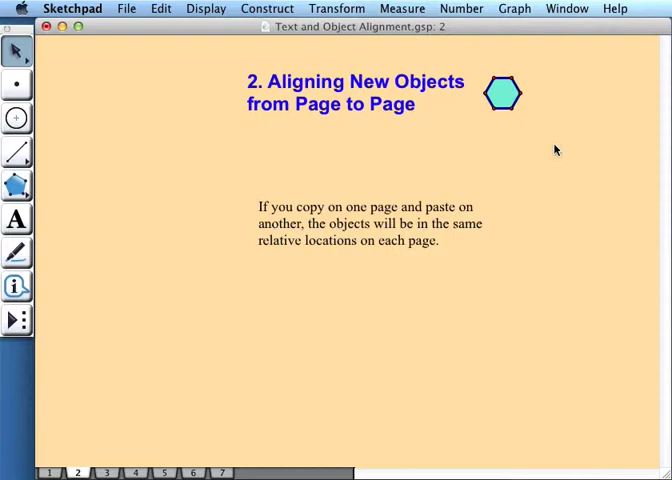 Sketchpad File Edit Display Construct Transform Measure Number Graph Window Help
Text and Object Alignment.gsp: 2
2. Aligning New Objects
from Page to Page
If you copy on one page and paste on
another, the objects will be in the same
relative locations on each page.
A
i
1 2 3 4 5 6 7